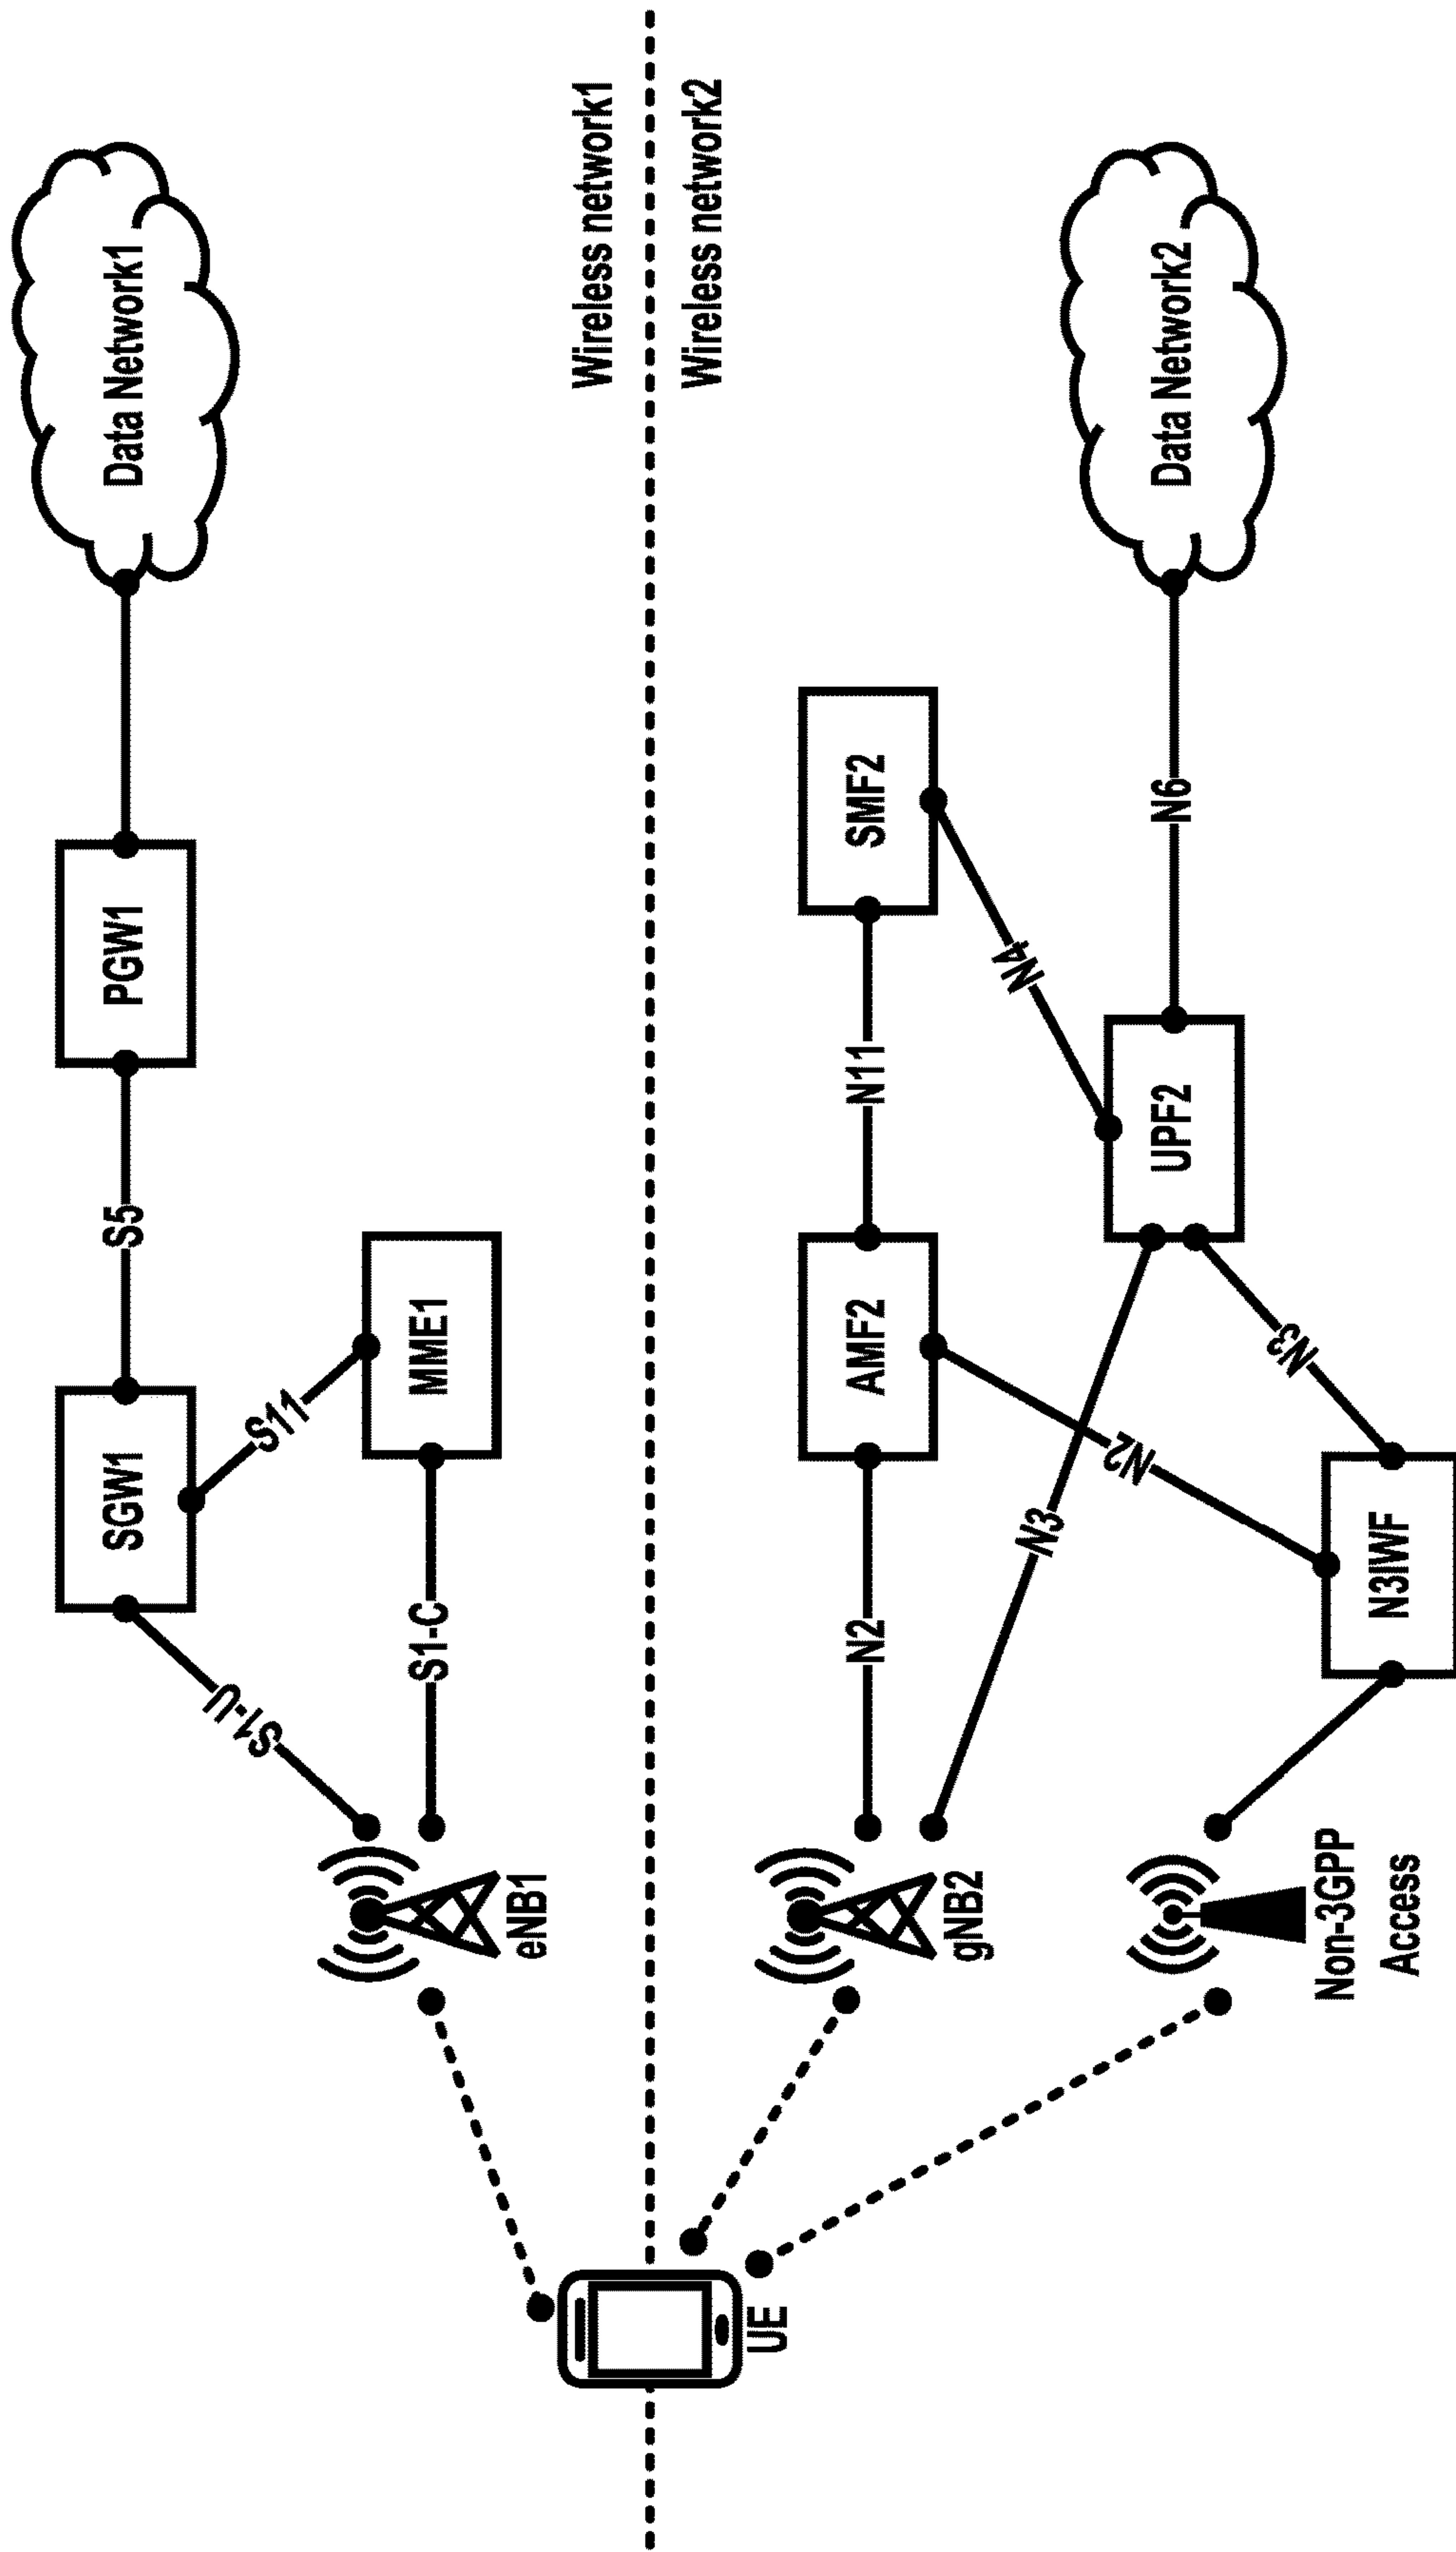 SGW1
S5
PGW1
Data Network1
S1-U
S11
eNB1
S1-C
MME1
Wireless network1
Wireless network2
UE
gNB2
N2
AMF2
N11
SMF2
N3
N2
N4
UPF2
N6
Data Network2
N3
Non-3GPP
Access
N3IWF